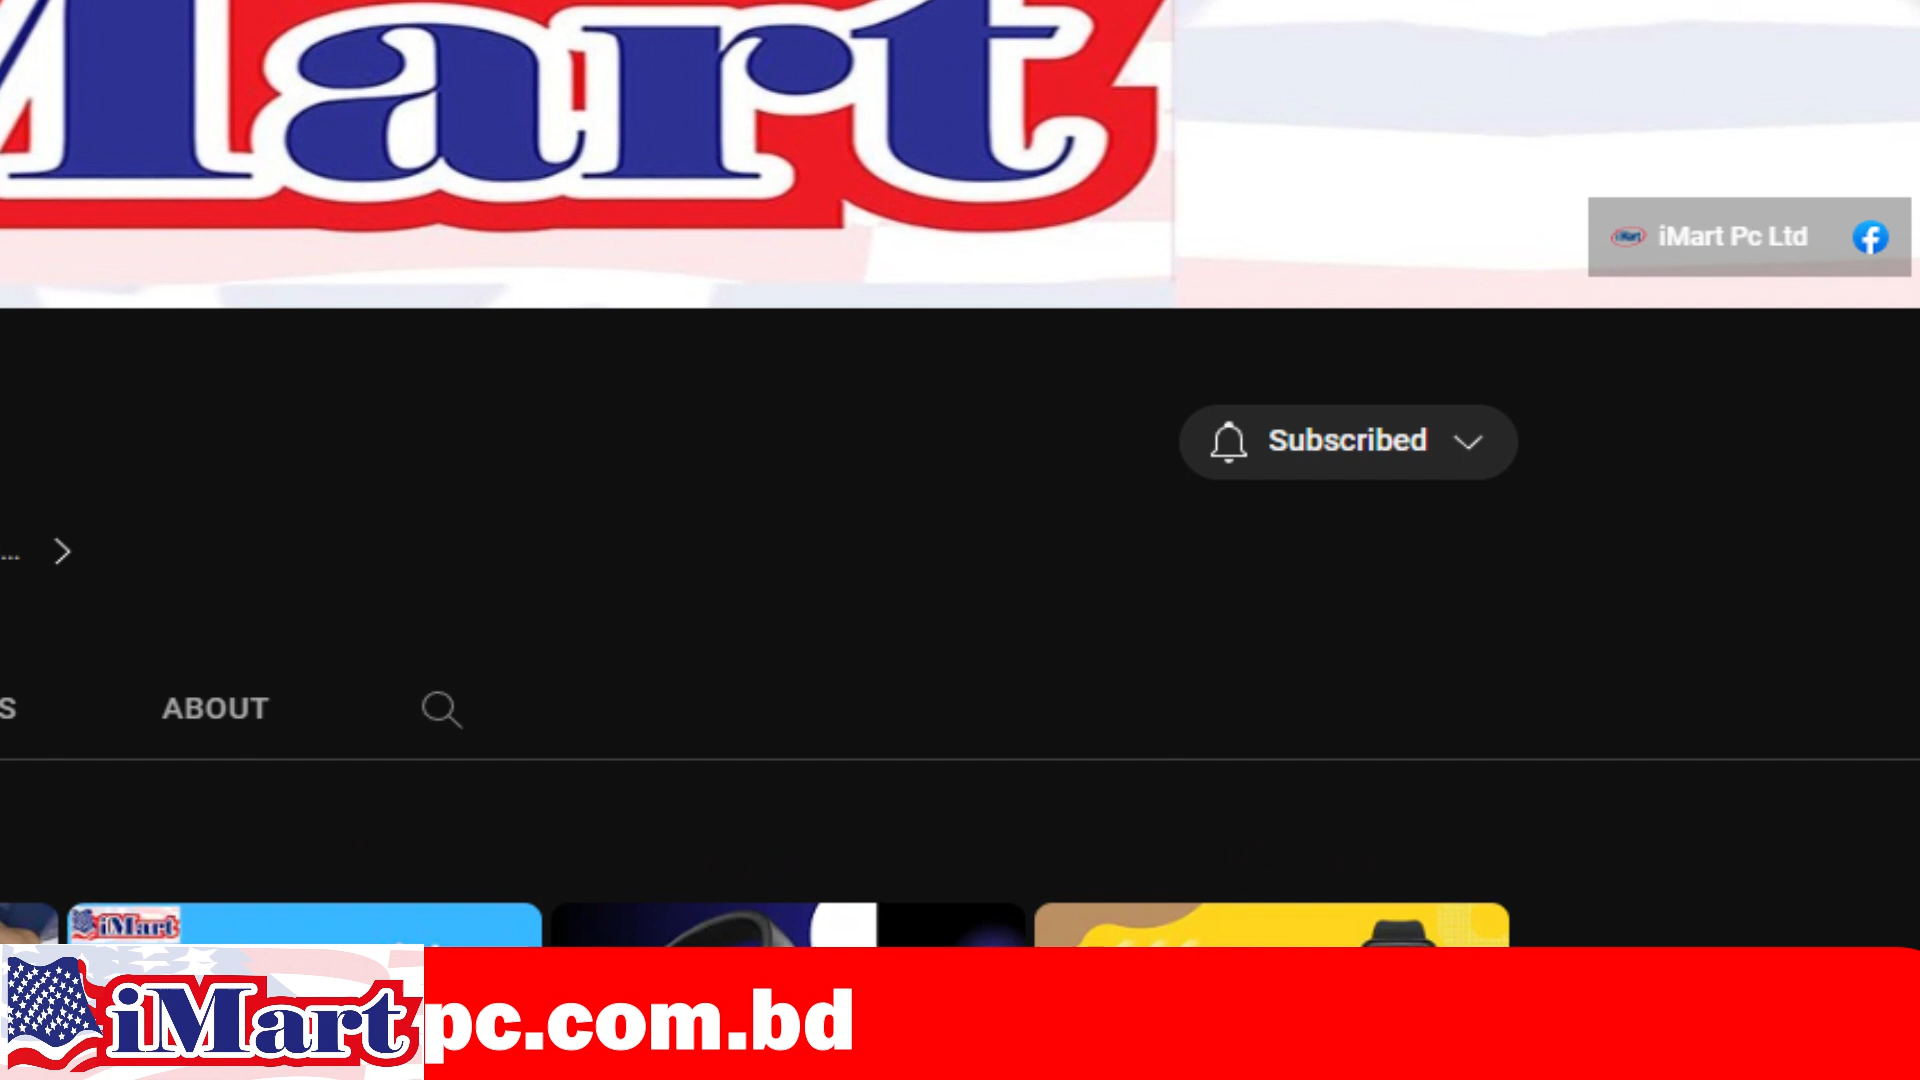 Mart
iMart Pc Ltd
Subscribed
...
S
ABOUT
iMart
iMart pc.com.bd